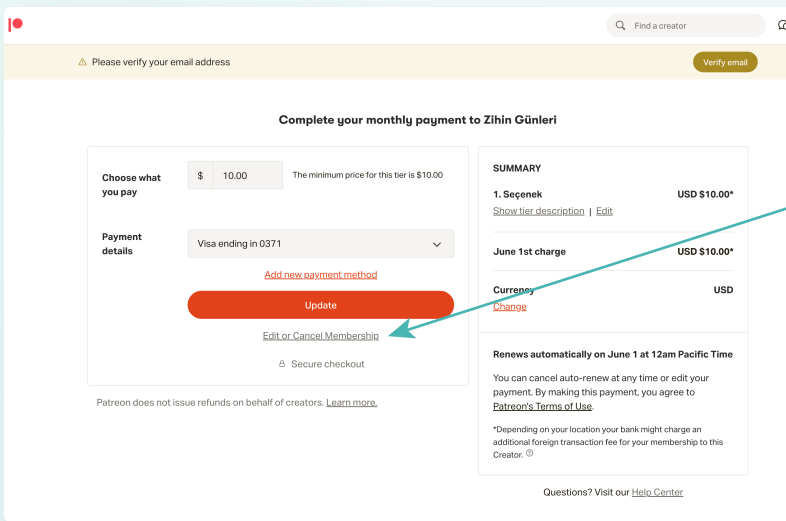 Find a creator
Please verify your email address
Verify email
Complete your monthly payment to Zihin Günleri
Choose what
you pay
$ 10.00
The minimum price for this tier is $10.00
Payment
details
Visa ending in 0371
Add new payment method
Update
Edit or Cancel Membership
Secure checkout
Patreon does not issue refunds on behalf of creators. Learn more.
SUMMARY
1. Seçenek USD $10.00*
Show tier description | Edit
June 1st charge USD $10.00*
Currency USD
Change
Renews automatically on June 1 at 12am Pacific Time
You can cancel auto-renew at any time or edit your
payment. By making this payment, you agree to
Patreon's Terms of Use.
*Depending on your location your bank might charge an
additional foreign transaction fee for your membership to this
Creator.
Questions? Visit our Help Center